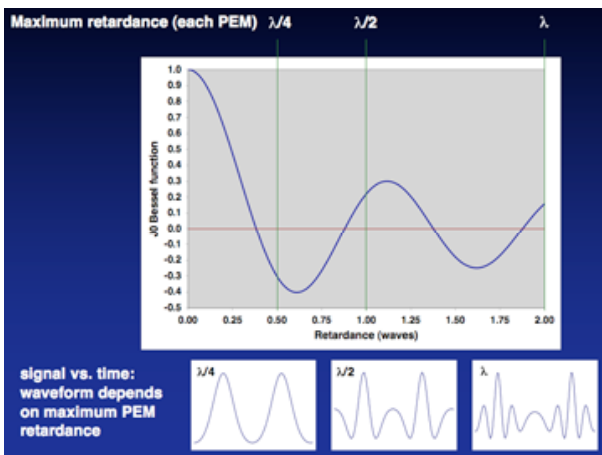 Maximum retardance (each PEM) λ/4 λ/2 λ
1.0
0.9
0.8
0.7
0.6
0.5
0.4
0.3
0.2
0.1
0.0
-0.1
-0.2
-0.3
-0.4
-0.5
J0 Bessel function
0.00 0.25 0.50 0.75 1.00 1.25 1.50 1.75 2.00
Retardance (waves)
signal vs. time:
waveform depends
on maximum PEM
retardance
λ/4 λ/2 λ